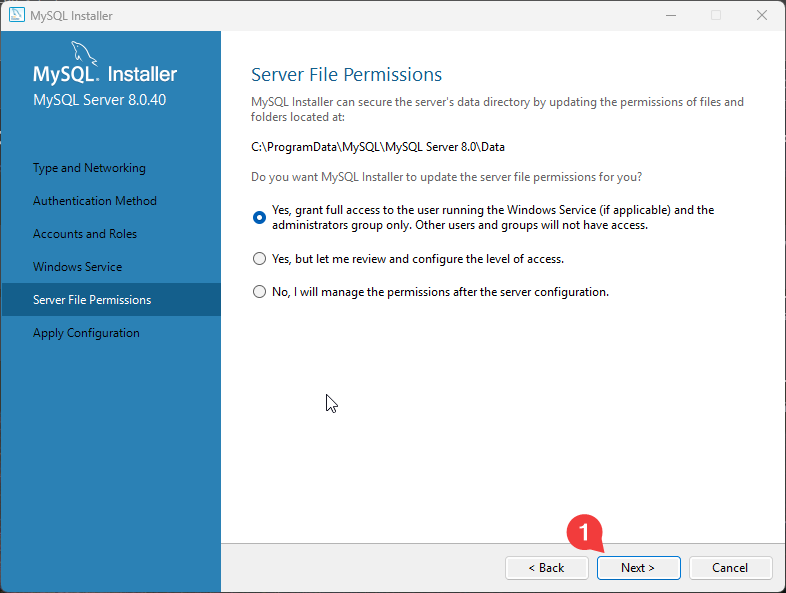 MySQL Installer
MySQL. Installer
MySQL Server 8.0.40
Type and Networking
Authentication Method
Accounts and Roles
Windows Service
Server File Permissions
Apply Configuration
Server File Permissions
MySQL Installer can secure the server's data directory by updating the permissions of files and
folders located at:
C:\ProgramData\MySQL\MySQL Server 8.0\Data
Do you want MySQL Installer to update the server file permissions for you?
Yes, grant full access to the user running the Windows Service (if applicable) and the
administrators group only. Other users and groups will not have access.
Yes, but let me review and configure the level of access.
No, I will manage the permissions after the server configuration.
1
< Back
Next >
Cancel